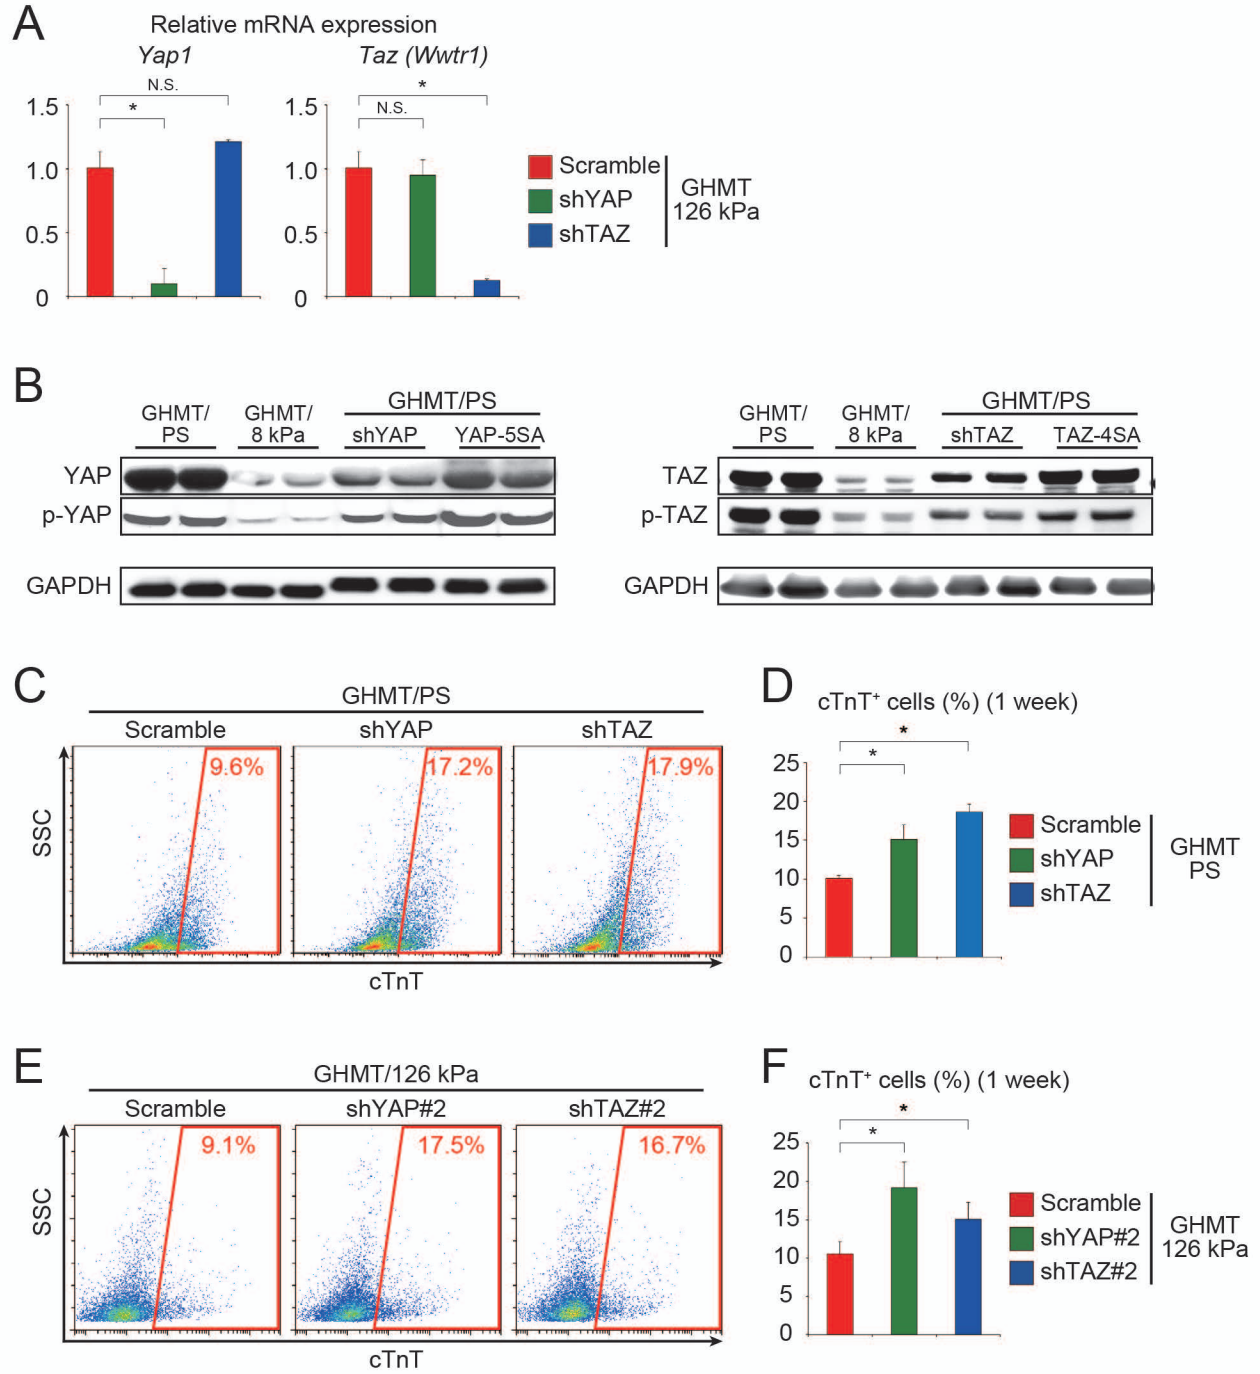 A
Relative mRNA expression
Yap1
Taz (Wwtr1)
N.S.
*
*
N.S.
1.5
1.0
0.5
0
1.5
1.0
0.5
0
Scramble
shYAP
shTAZ
GHMT
126 kPa
B
GHMT/
PS
GHMT/
8 kPa
GHMT/PS
shYAP
YAP-5SA
YAP
p-YAP
GAPDH
GHMT/
PS
GHMT/
8 kPa
GHMT/PS
shTAZ
TAZ-4SA
TAZ
p-TAZ
GAPDH
C
GHMT/PS
Scramble
shYAP
shTAZ
9.6%
17.2%
17.9%
SSC
cTnT
D
cTnT+ cells (%) (1 week)
*
*
25
20
15
10
5
0
Scramble
shYAP
shTAZ
GHMT
PS
E
GHMT/126 kPa
Scramble
shYAP#2
shTAZ#2
9.1%
17.5%
16.7%
SSC
cTnT
F
cTnT+ cells (%) (1 week)
*
*
25
20
15
10
5
0
Scramble
shYAP#2
shTAZ#2
GHMT
126 kPa